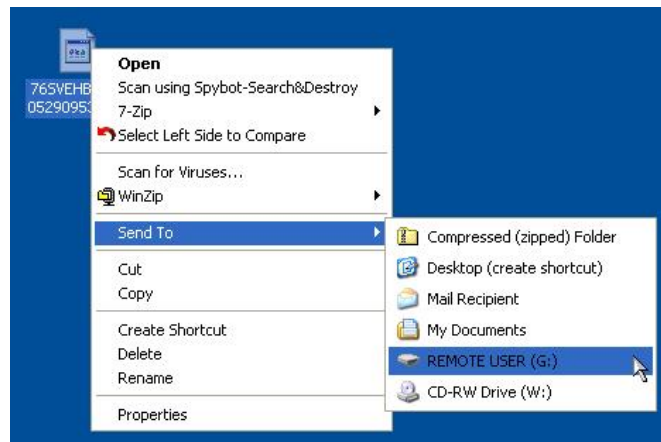 76SVEHB
05290953
Open
Scan using Spybot-Search&Destroy
7-Zip
Select Left Side to Compare
Scan for Viruses...
WinZip
Send To
Cut
Copy
Create Shortcut
Delete
Rename
Properties
Compressed (zipped) Folder
Desktop (create shortcut)
Mail Recipient
My Documents
REMOTE USER (G:)
CD-RW Drive (W:)